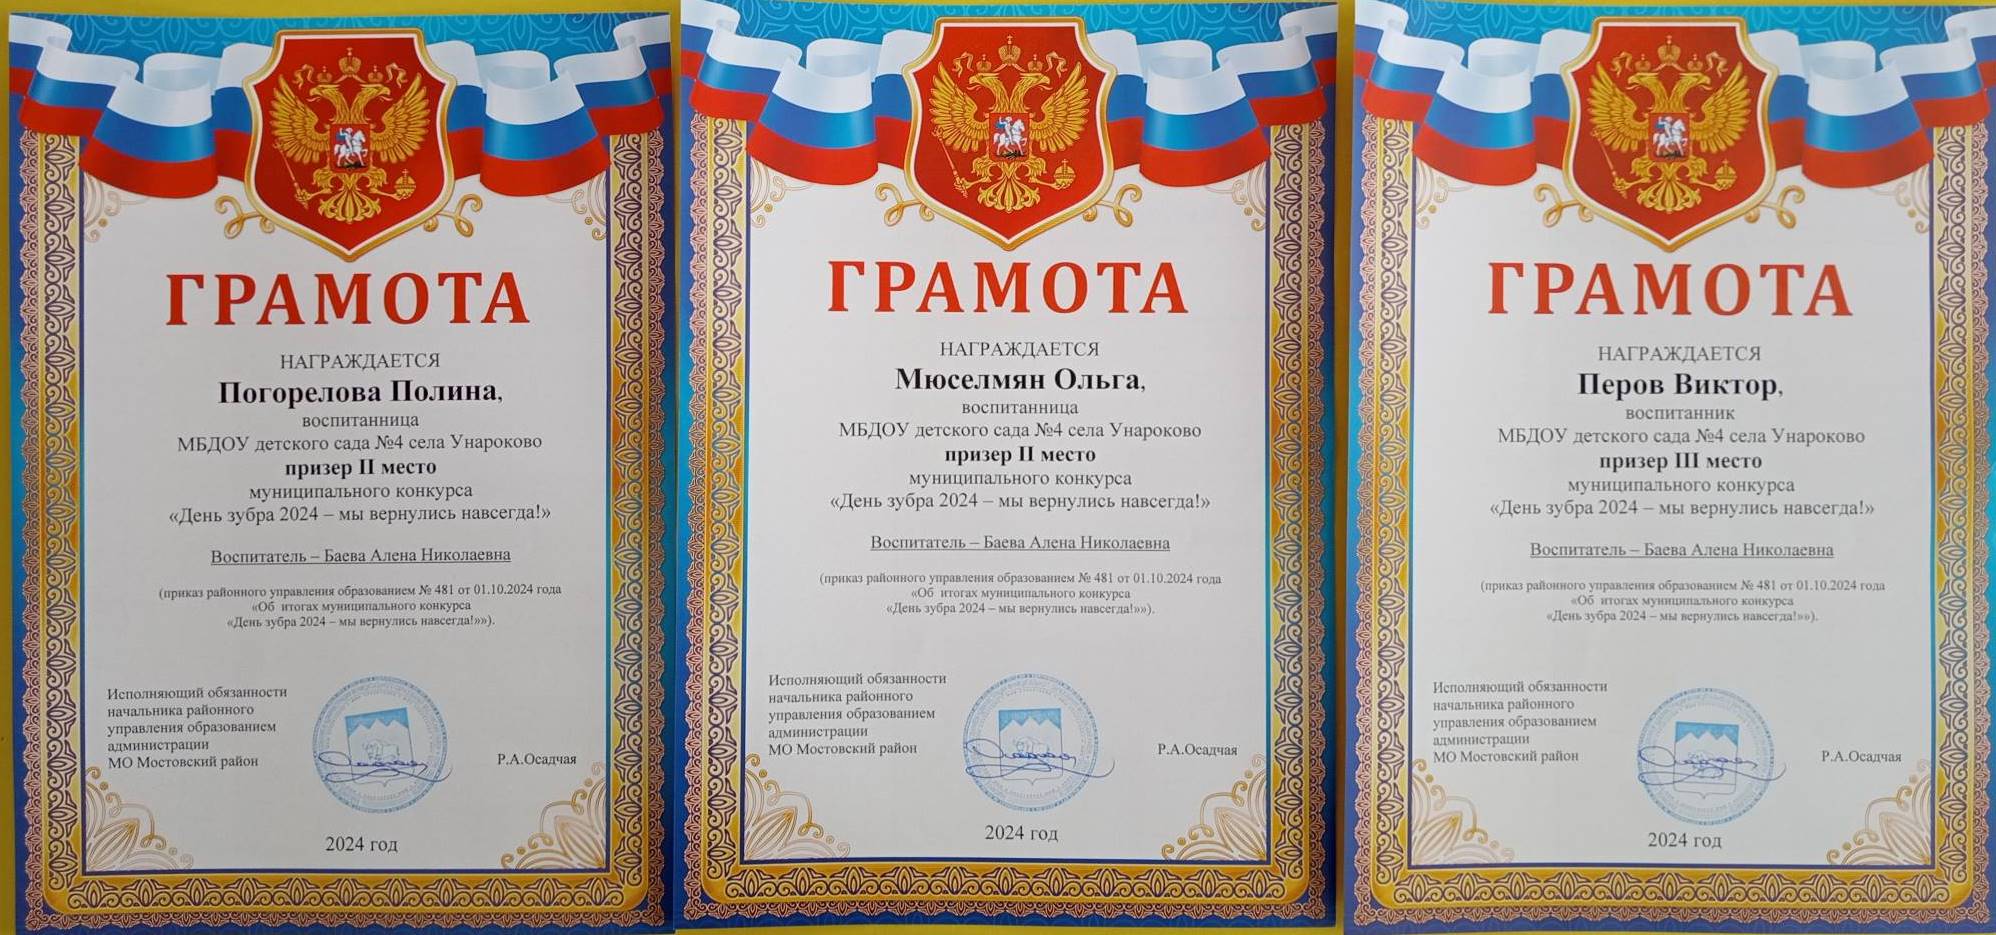 ГРАМОТА
НАГРАЖДАЕТСЯ
Погорелова Полина,
воспитанница
МБДОУ детского сада №4 села Унароково
призер II место
муниципального конкурса
«День зубра 2024 – мы вернулись навсегда!»
Воспитатель – Баева Алена Николаевна
(приказ районного управления образованием № 481 от 01.10.2024 года
«Об итогах муниципального конкурса
«День зубра 2024 – мы вернулись навсегда!»»).
Исполняющий обязанности
начальника районного
управления образованием
администрации
МО Мостовский район
Р.А.Осадчая
2024 год
ГРАМОТА
НАГРАЖДАЕТСЯ
Мюселмян Ольга,
воспитанница
МБДОУ детского сада №4 села Унароково
призер II место
муниципального конкурса
«День зубра 2024 – мы вернулись навсегда!»
Воспитатель – Баева Алена Николаевна
(приказ районного управления образованием № 481 от 01.10.2024 года
«Об итогах муниципального конкурса
«День зубра 2024 – мы вернулись навсегда!»»).
Исполняющий обязанности
начальника районного
управления образованием
администрации
МО Мостовский район
Р.А.Осадчая
2024 год
ГРАМОТА
НАГРАЖДАЕТСЯ
Перов Виктор,
воспитанник
МБДОУ детского сада №4 села Унароково
призер III место
муниципального конкурса
«День зубра 2024 – мы вернулись навсегда!»
Воспитатель – Баева Алена Николаевна
(приказ районного управления образованием № 481 от 01.10.2024 года
«Об итогах муниципального конкурса
«День зубра 2024 – мы вернулись навсегда!»»).
Исполняющий обязанности
начальника районного
управления образованием
администрации
МО Мостовский район
Р.А.Осадчая
2024 год